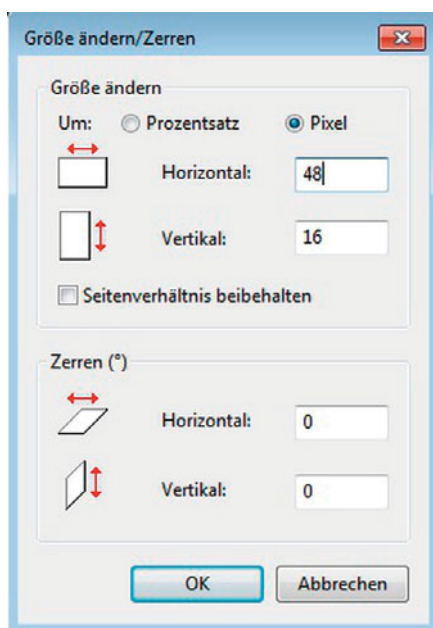 Größe ändern/Zerren
Größe ändern
Um: Prozentsatz Pixel
Horizontal: 48
Vertikal: 16
Seitenverhältnis beibehalten
Zerren (°)
Horizontal: 0
Vertikal: 0
OK Abbrechen